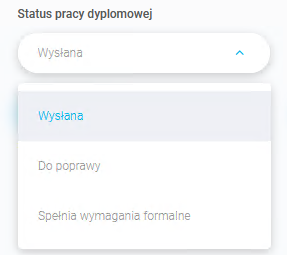 Status pracy dyplomowej
Wysłana
Wysłana
Do poprawy
Spełnia wymagania formalne